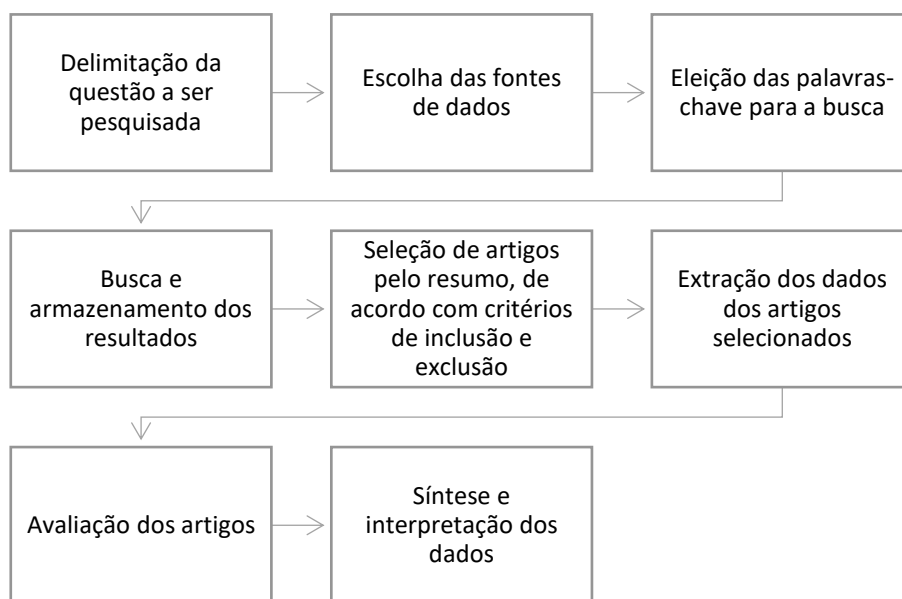 Delimitação da
questão a ser
pesquisada
Escolha das fontes
de dados
Eleição das palavras-
chave para a busca
Busca e
armazenamento dos
resultados
Seleção de artigos
pelo resumo, de
acordo com critérios
de inclusão e
exclusão
Extração dos dados
dos artigos
selecionados
Avaliação dos artigos
Síntese e
interpretação dos
dados